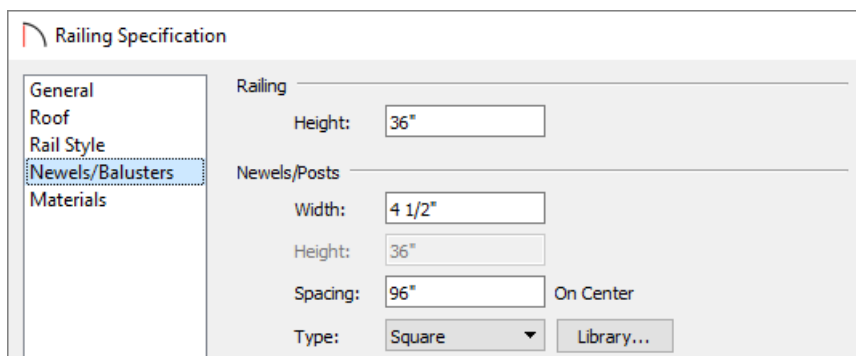 Railing Specification
General
Roof
Rail Style
Newels/Balusters
Materials
Railing
Height: 36"
Newels/Posts
Width: 4 1/2"
Height: 36"
Spacing: 96" On Center
Type: Square Library...